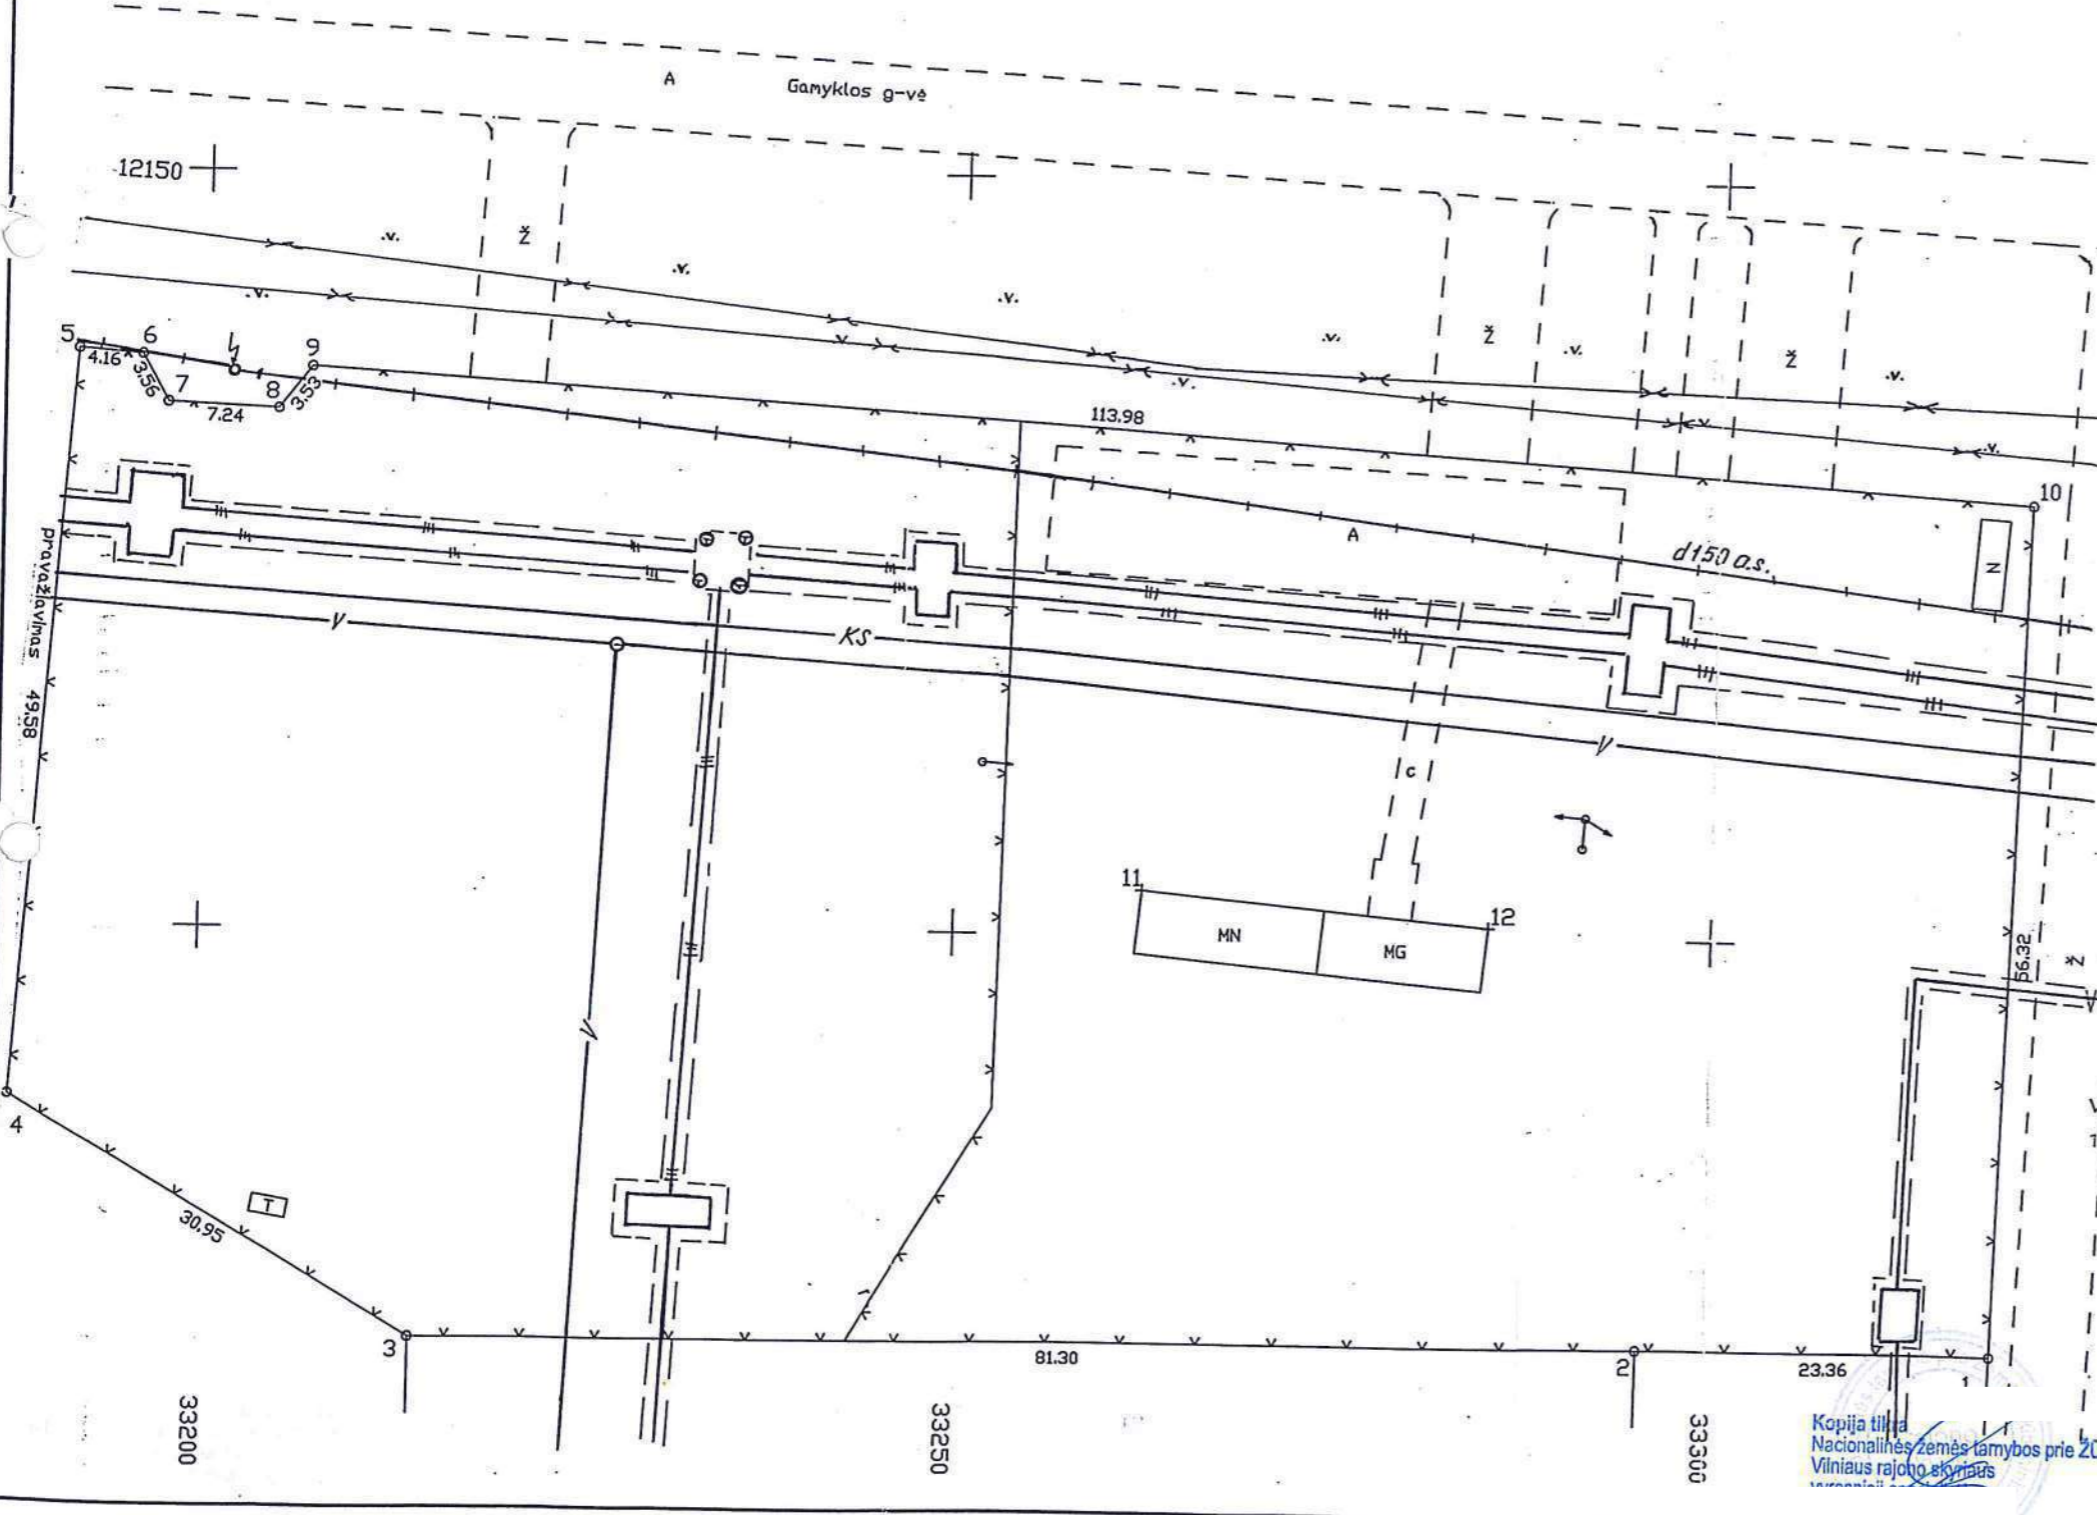 A
Gamyklos g-vė
12150
.v.
Ž
.v.
.v.
.v.
.v.
Ž
.v.
Ž
.v.
5
4.16
6
3.56
7
7.24
8
3.53
9
v
.v.
113.98
v
.v.
10
A
d150 a.s.
N
pravažiavimas 49.58
V
KS
V
c
11
12
MN
MG
56.32
Ž
V
4
T
30.95
3
81.30
2
23.36
1
33200
33250
33300
Kopija tikra
Nacionalinės žemės tarnybos prie ŽŪ
Vilniaus rajono skyriaus